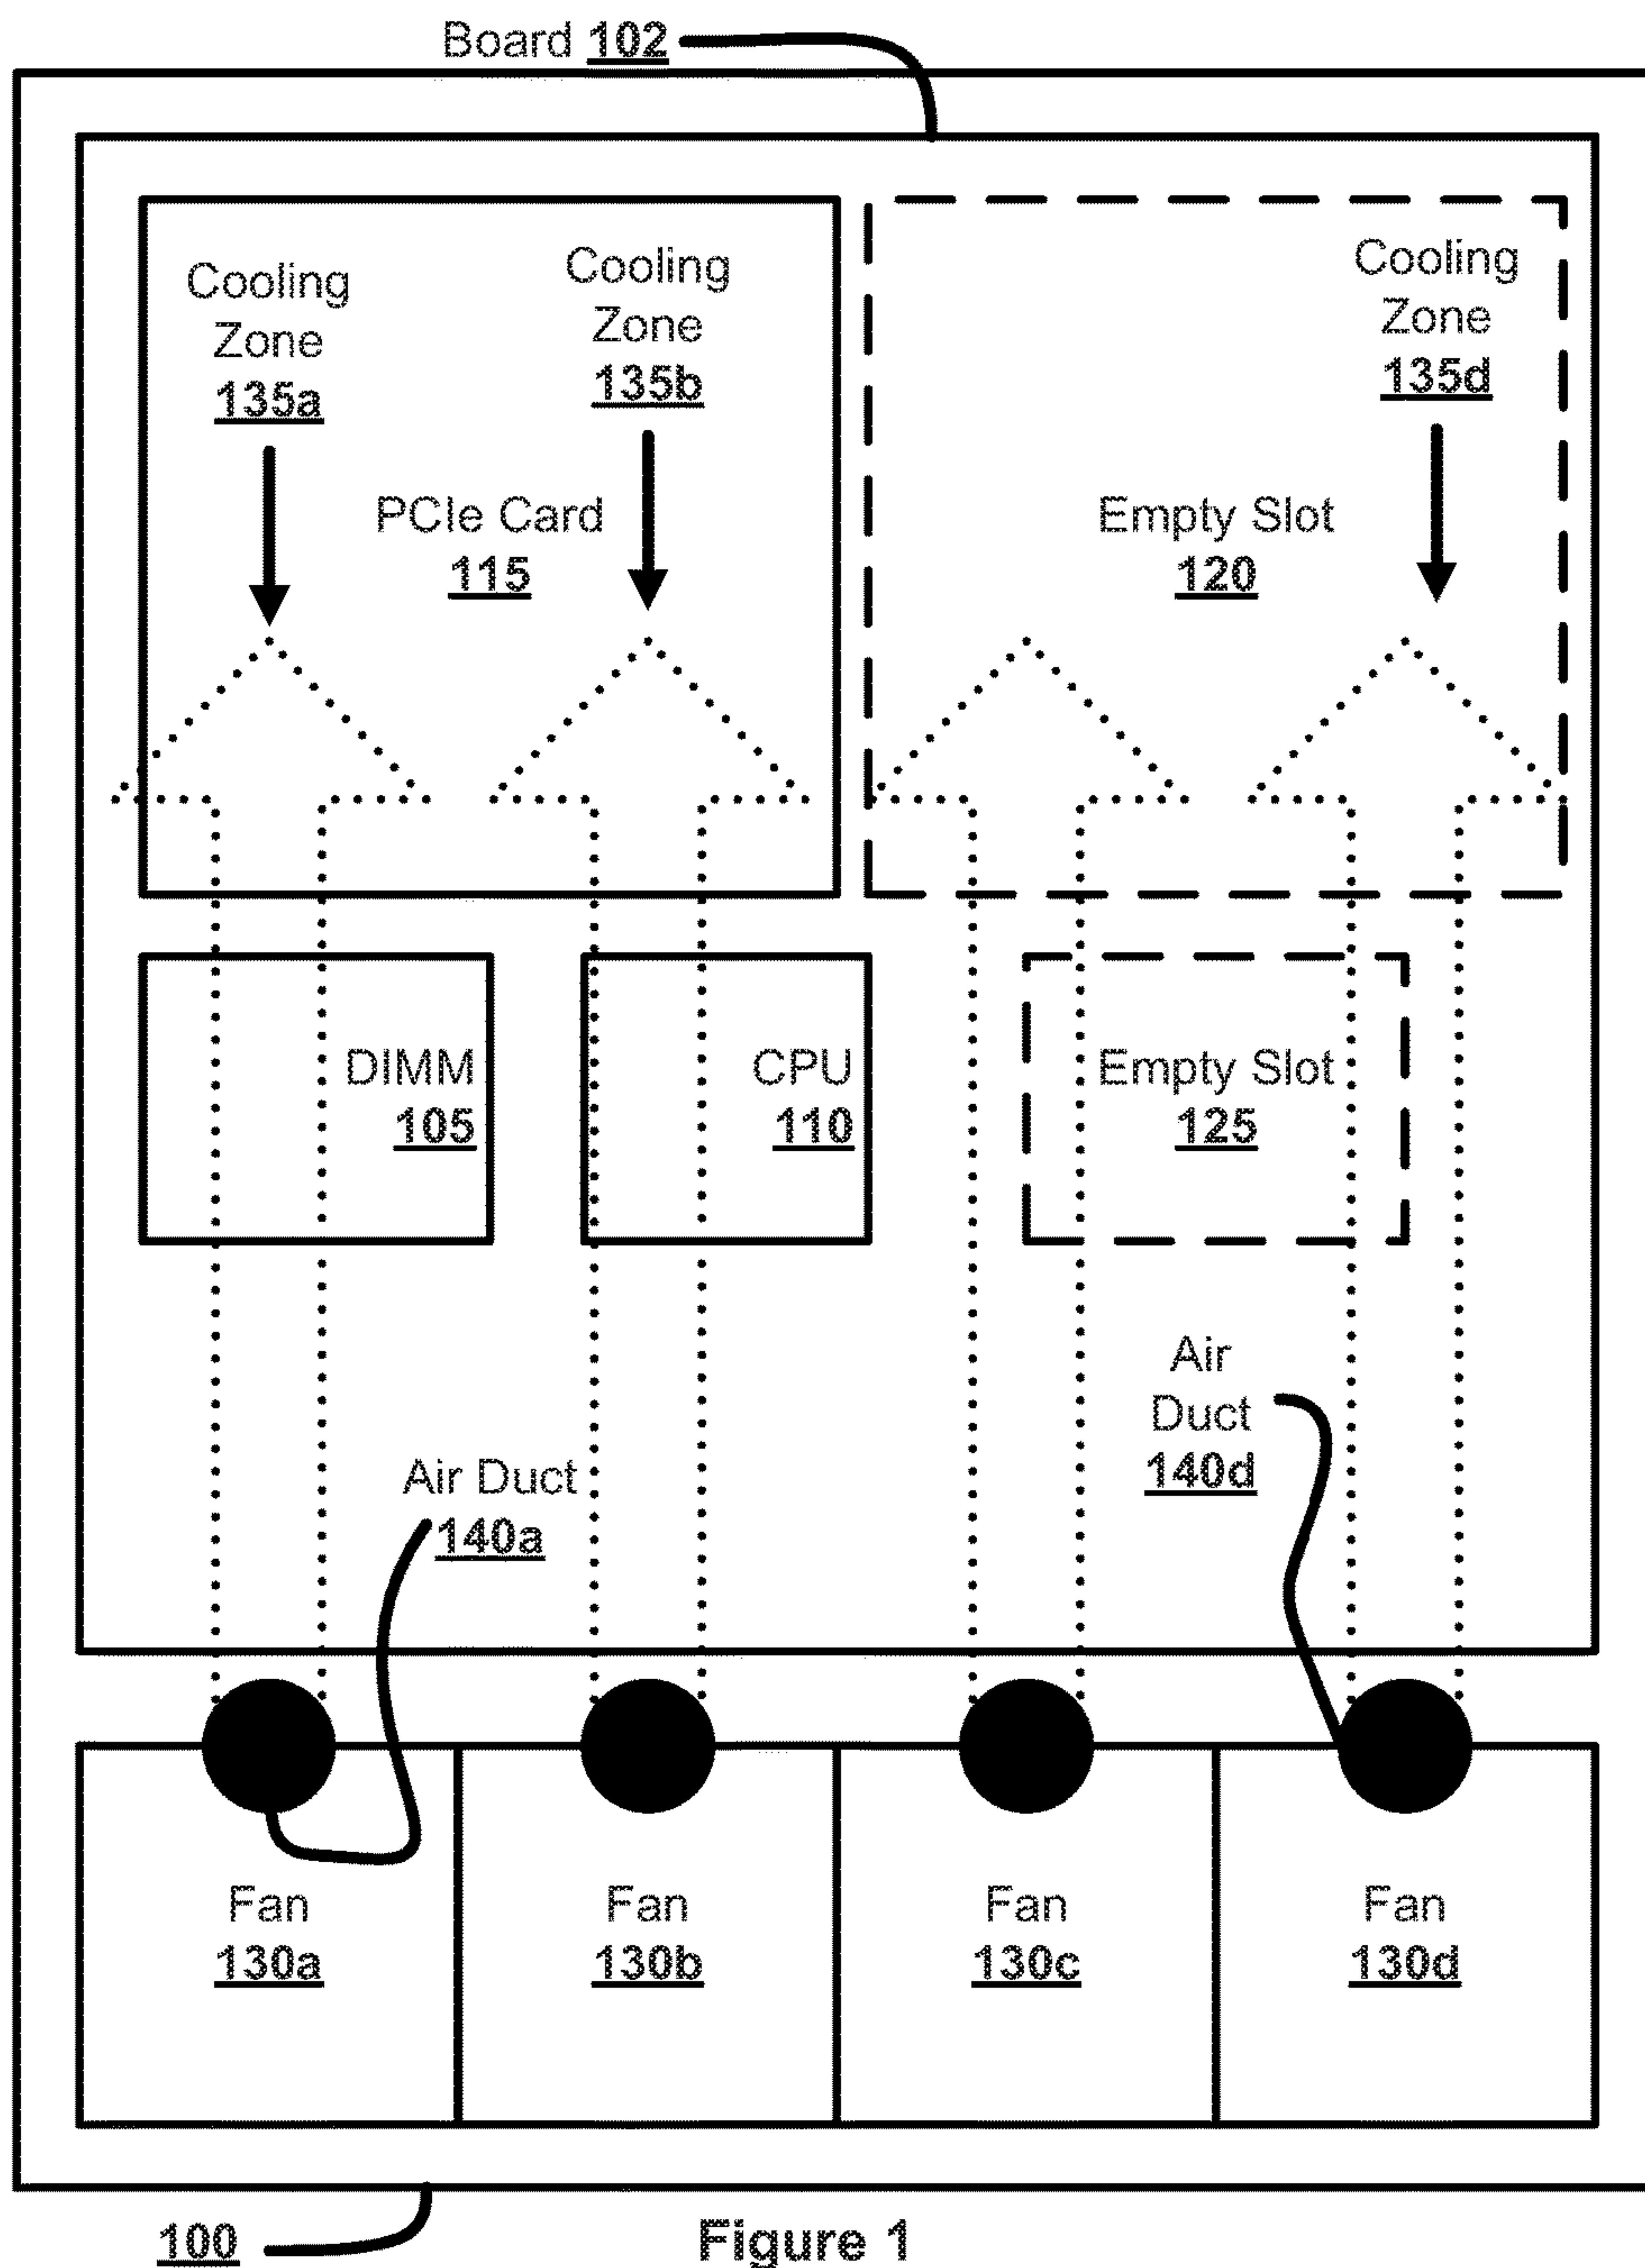 Board 102
Cooling
Zone
135a
Cooling
Zone
135b
Cooling
Zone
135d
PCIe Card
115
Empty Slot
120
DIMM
105
CPU
110
Empty Slot
125
Air
Duct
140d
Air Duct
140a
Fan
130a
Fan
130b
Fan
130c
Fan
130d
100
Figure 1